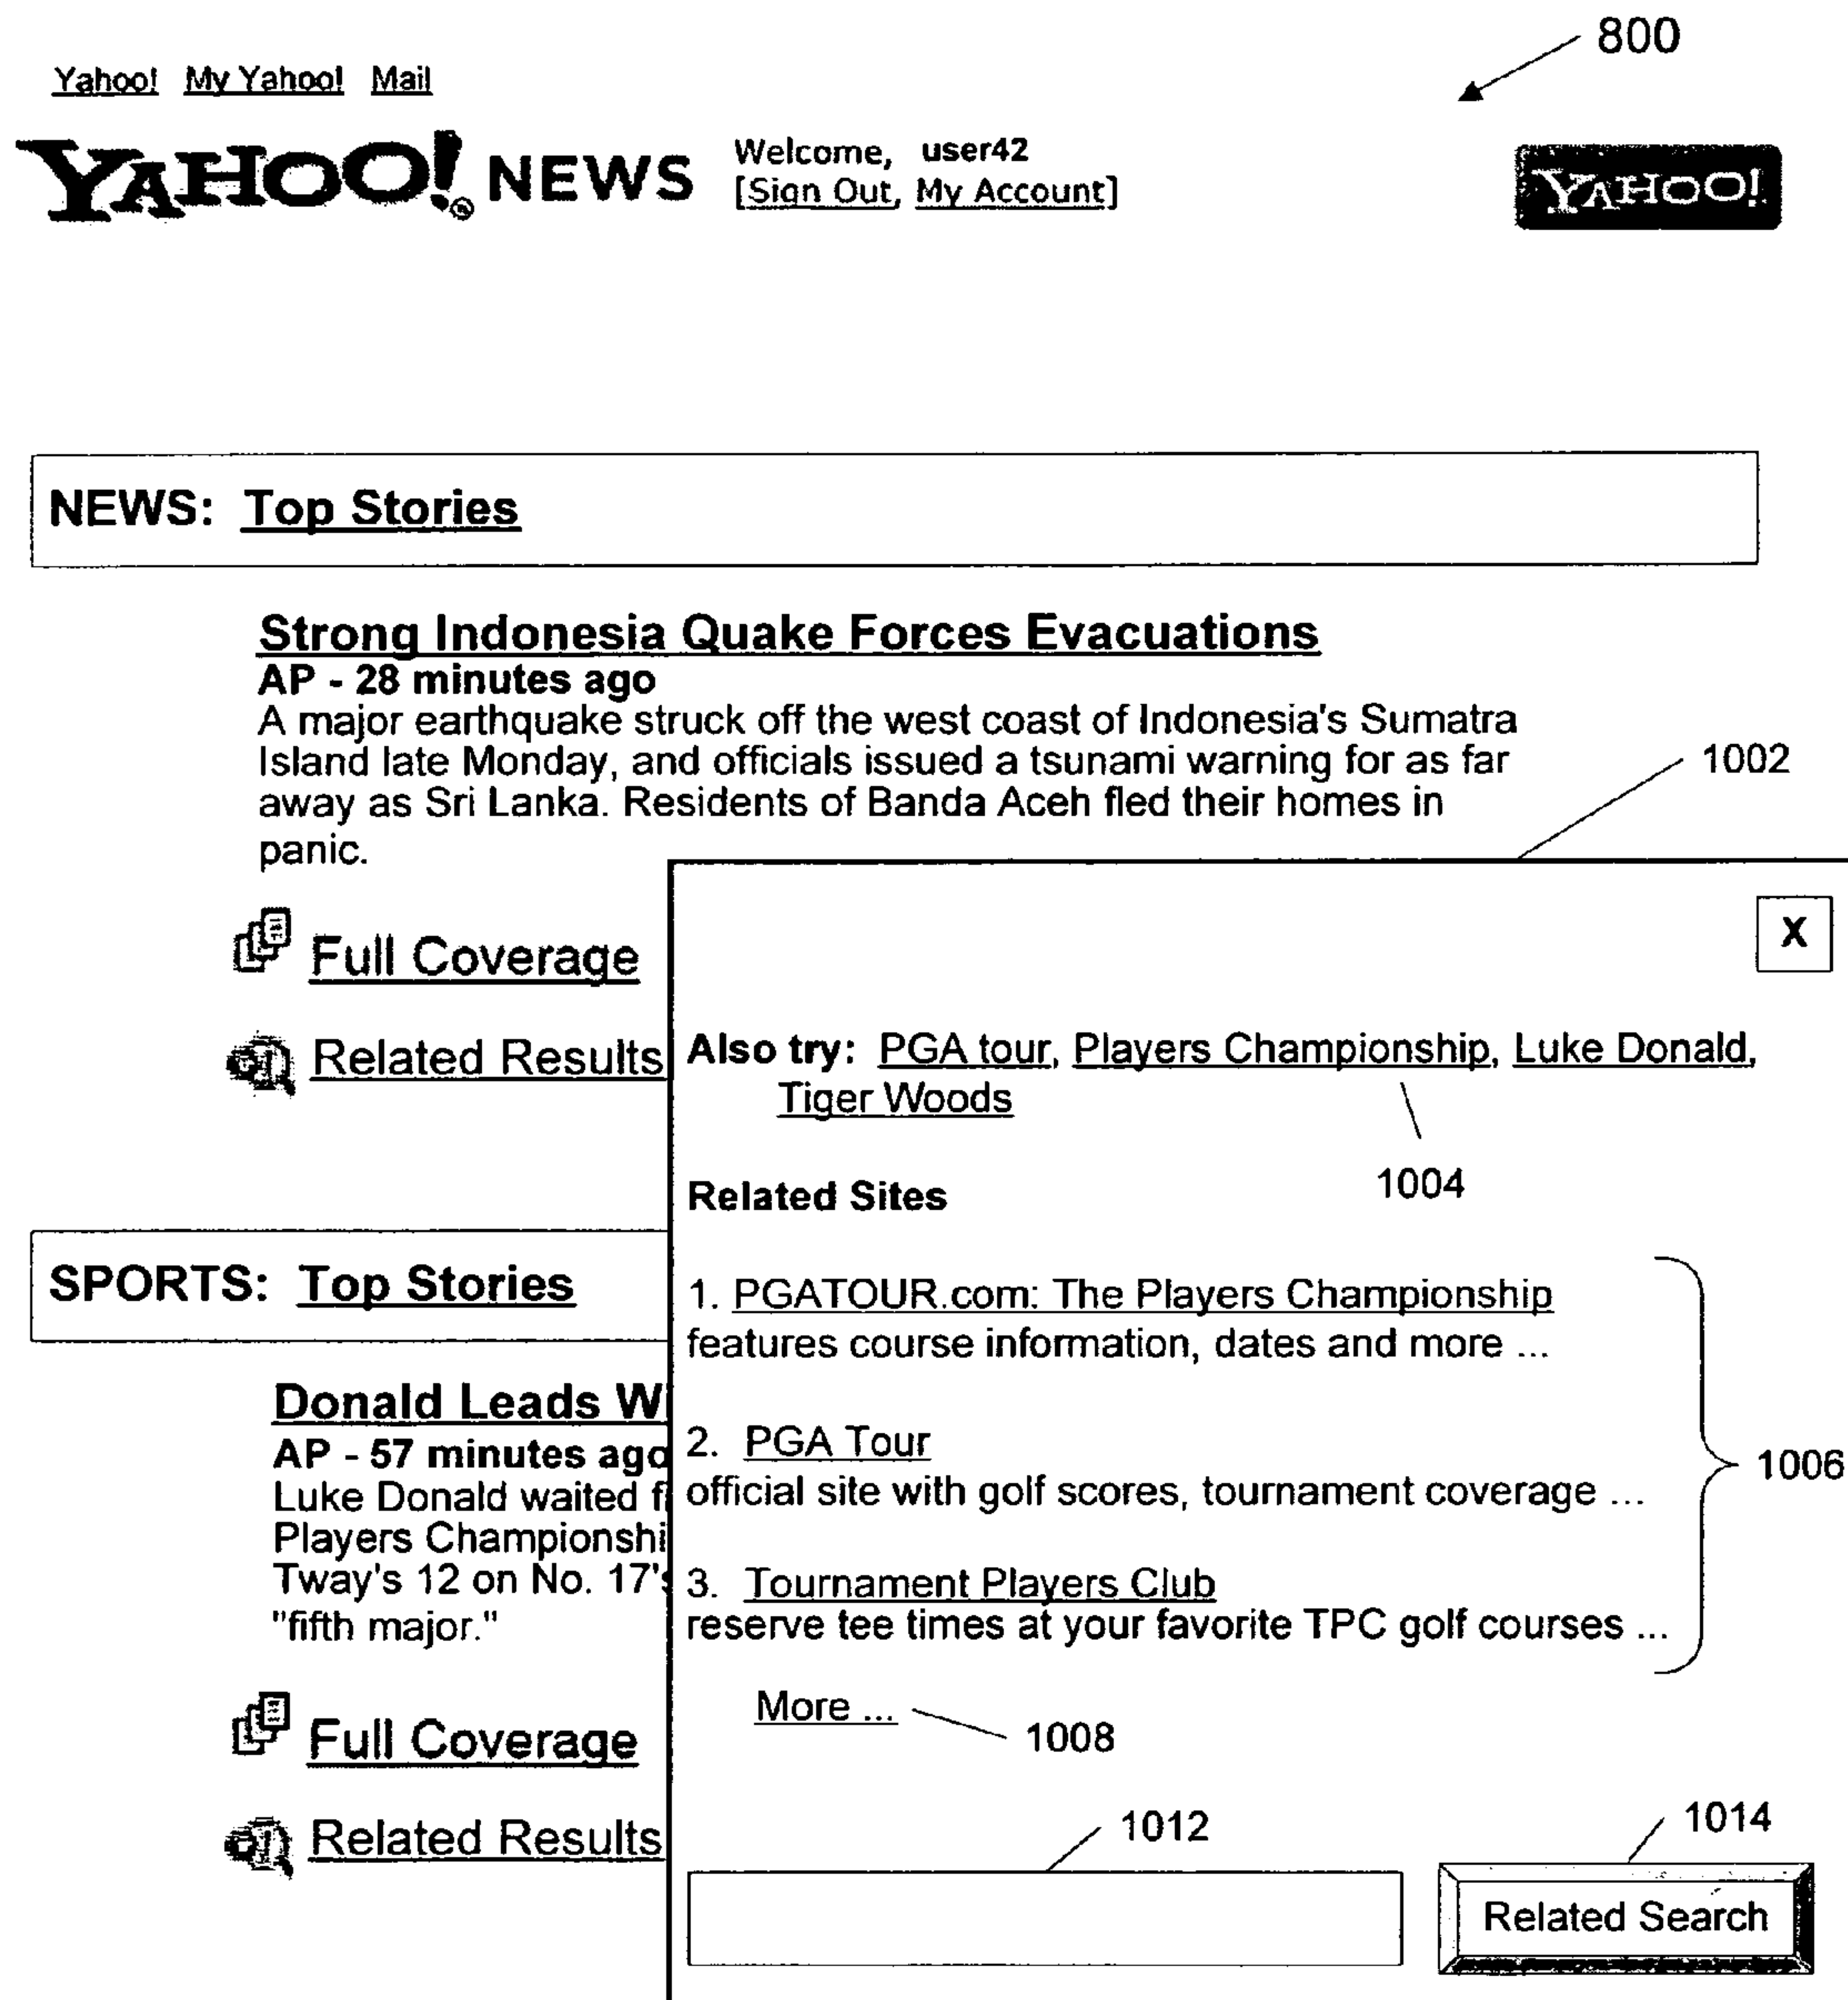 800
Yahoo! My Yahoo! Mail
YAHOO!® NEWS
Welcome, user42
[Sign Out, My Account]
YAHOO!
NEWS: Top Stories
Strong Indonesia Quake Forces Evacuations
AP - 28 minutes ago
A major earthquake struck off the west coast of Indonesia's Sumatra
Island late Monday, and officials issued a tsunami warning for as far
away as Sri Lanka. Residents of Banda Aceh fled their homes in
panic.
1002
Full Coverage
Related Results
SPORTS: Top Stories
Donald Leads W
AP - 57 minutes ago
Luke Donald waited f
Players Championshi
Tway's 12 on No. 17's
"fifth major."
Full Coverage
Related Results
X
Also try: PGA tour, Players Championship, Luke Donald,
Tiger Woods
1004
Related Sites
1. PGATOUR.com: The Players Championship
features course information, dates and more ...
2. PGA Tour
official site with golf scores, tournament coverage ...
3. Tournament Players Club
reserve tee times at your favorite TPC golf courses ...
1006
More ...
1008
1012
1014
Related Search